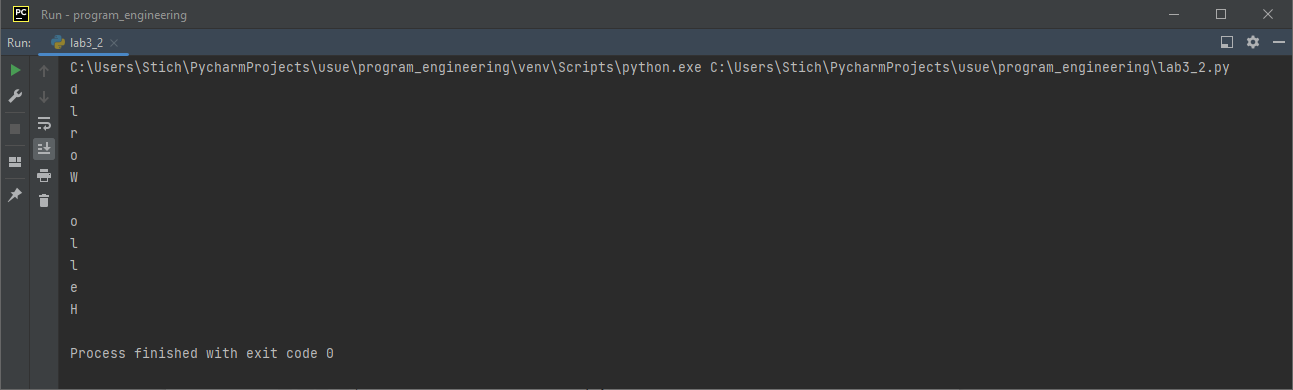 PC Run - program_engineering
Run: lab3_2
C:\Users\Stich\PycharmProjects\usue\program_engineering\venv\Scripts\python.exe C:\Users\Stich\PycharmProjects\usue\program_engineering\lab3_2.py
d
l
r
o
W

o
l
l
e
H

Process finished with exit code 0